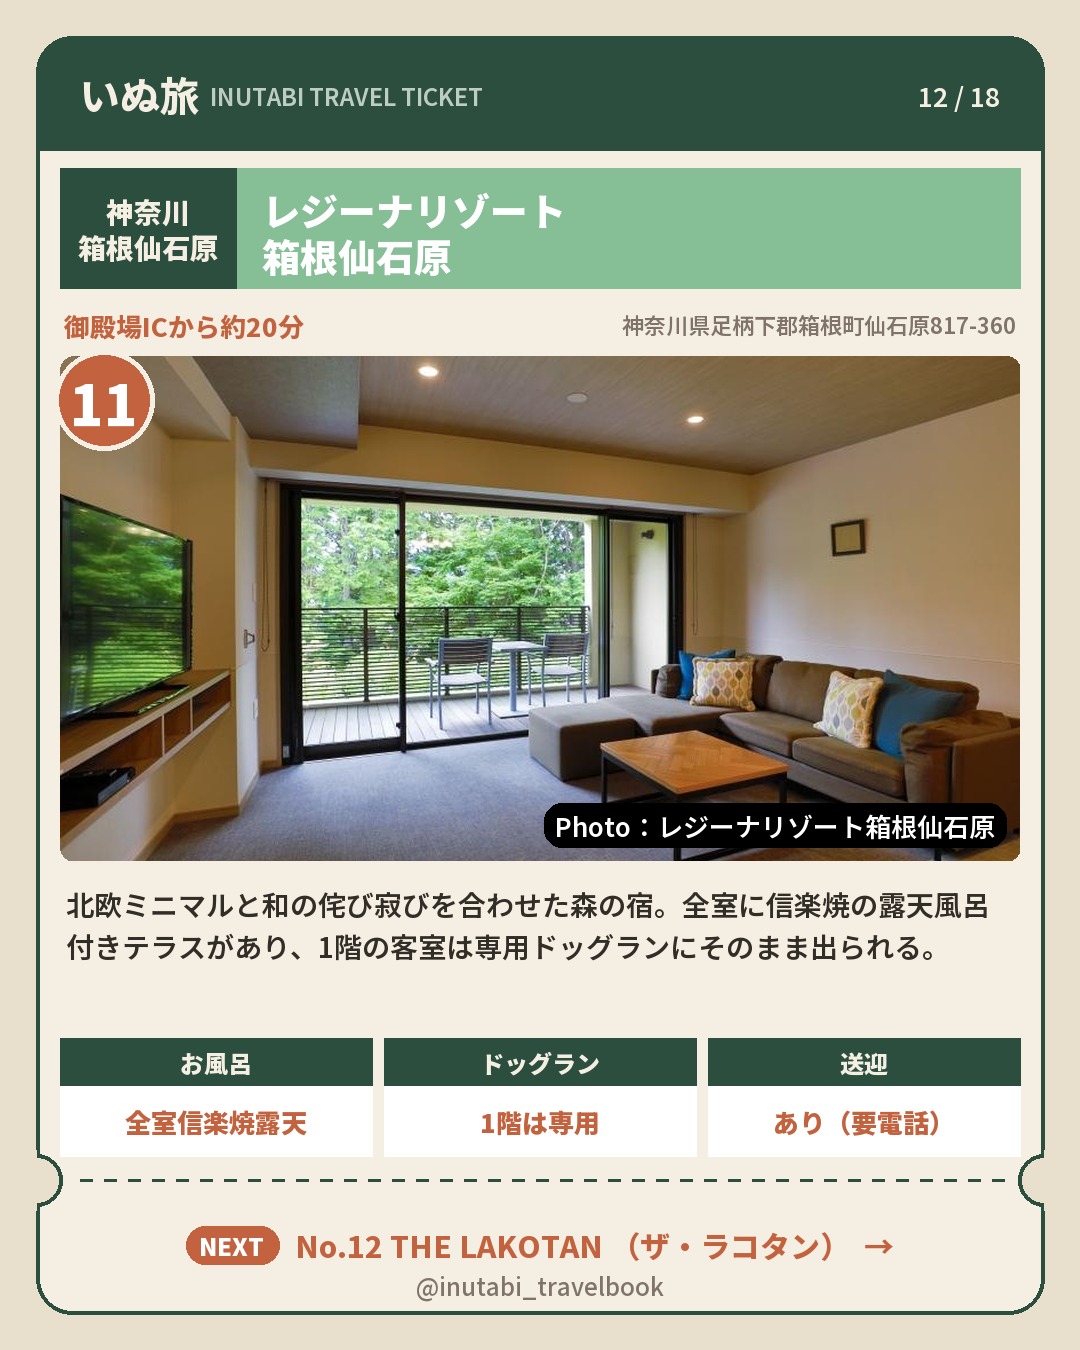 いぬ旅 INUTABI TRAVEL TICKET
12 / 18
神奈川
箱根仙石原
レジーナリゾート
箱根仙石原
御殿場ICから約20分
神奈川県足柄下郡箱根町仙石原817-360
11
Photo：レジーナリゾート箱根仙石原
北欧ミニマルと和の侘び寂びを合わせた森の宿。全室に信楽焼の露天風呂
付きテラスがあり、1階の客室は専用ドッグランにそのまま出られる。
お風呂
全室信楽焼露天
ドッグラン
1階は専用
送迎
あり（要電話）
NEXT No.12 THE LAKOTAN （ザ・ラコタン） →
@inutabi_travelbook